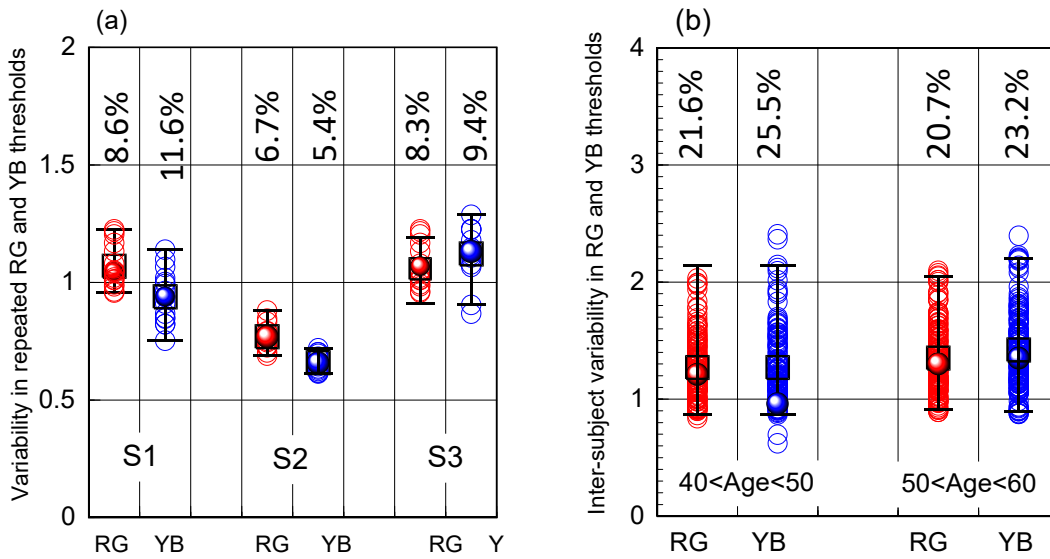 (a)
Variability in repeated RG and YB thresholds
2
1.5
1
0.5
0
8.6%
11.6%
6.7%
5.4%
8.3%
9.4%
S1
S2
S3
RG
YB
RG
YB
RG
Y
(b)
Inter-subject variability in RG and YB thresholds
4
3
2
1
0
21.6%
25.5%
20.7%
23.2%
40<Age<50
50<Age<60
RG
YB
RG
YB